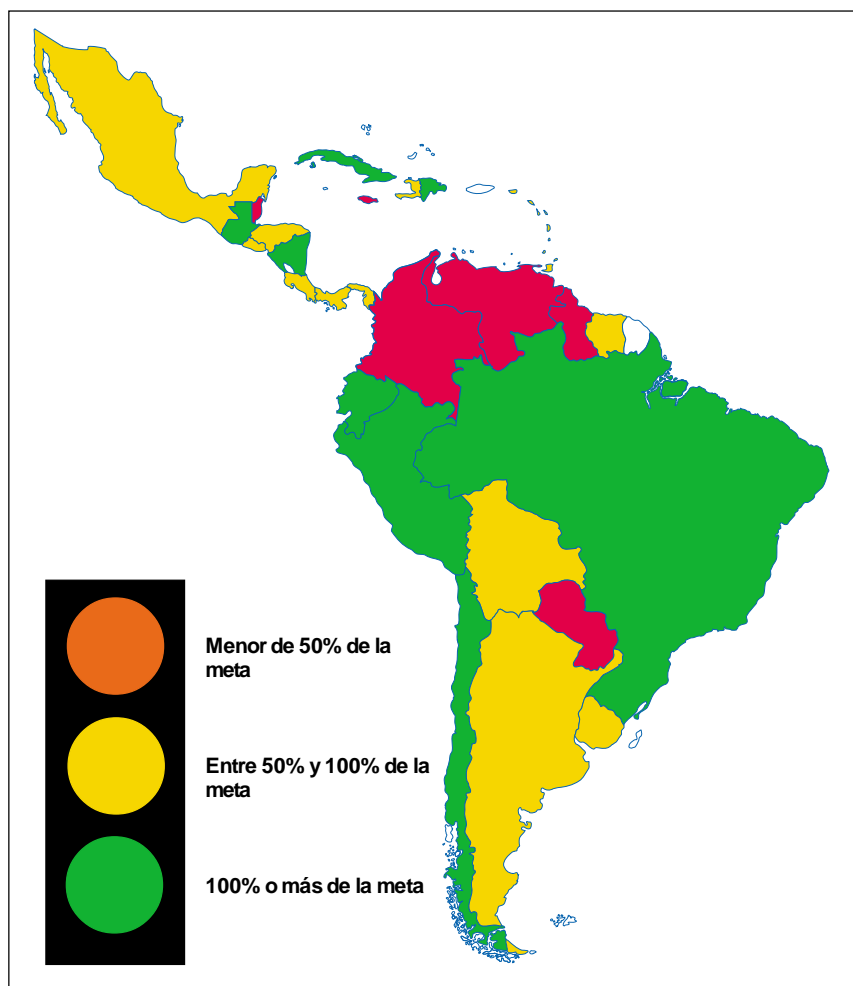 Menor de 50% de la
meta
Entre 50% y 100% de la
meta
100% o más de la meta